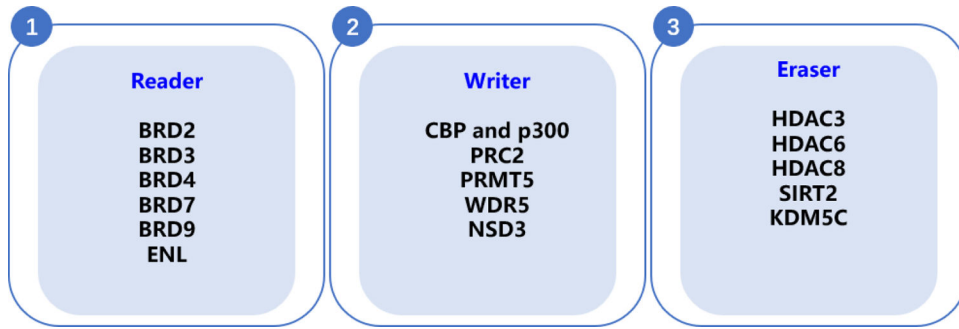 1
Reader
BRD2
BRD3
BRD4
BRD7
BRD9
ENL
2
Writer
CBP and p300
PRC2
PRMT5
WDR5
NSD3
3
Eraser
HDAC3
HDAC6
HDAC8
SIRT2
KDM5C